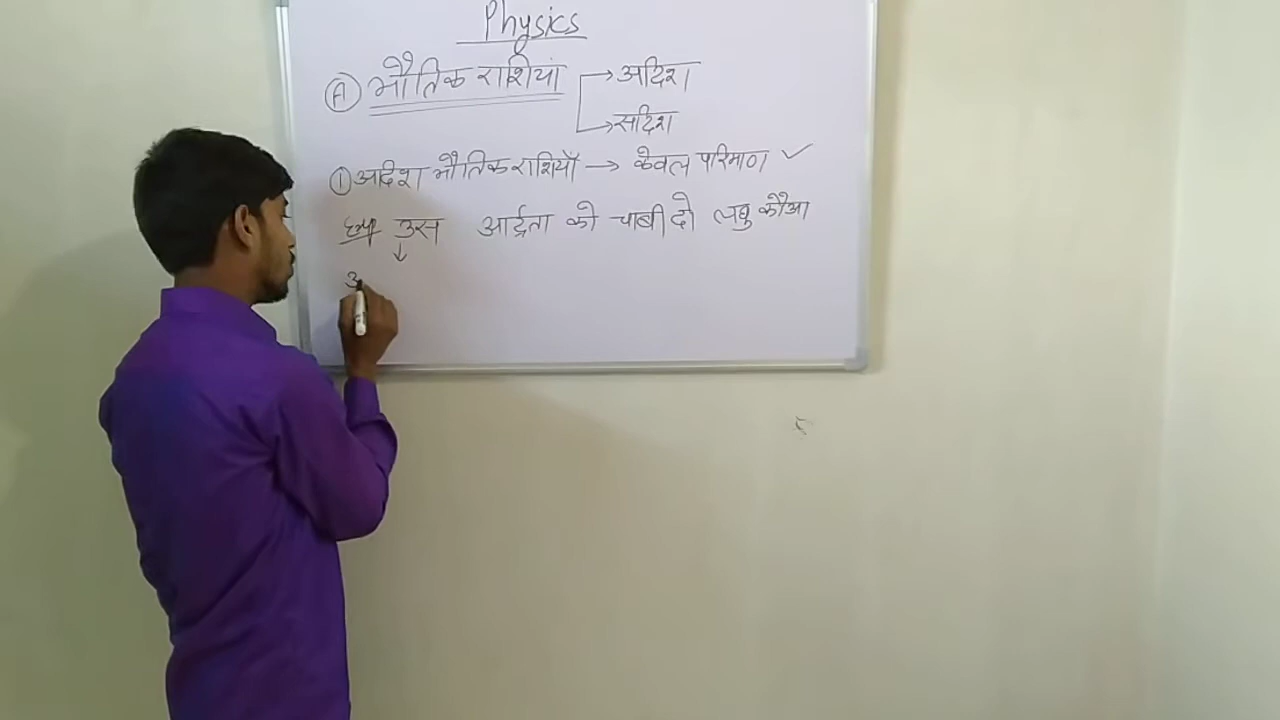 Physics
(A) भौतिक राशियां → अदिश
→ सदिश
① अदिश भौतिक राशियाँ → केवल परिमाण ✓
उस आर्द्रता को चाबी दो लघु कौआ
↓
उ